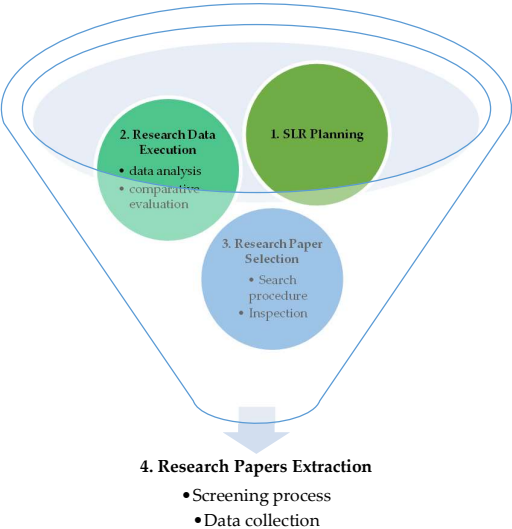 1. SLR Planning
2. Research Data
Execution
• data analysis
• comparative
evaluation
3. Research Paper
Selection
• Search
procedure
• Inspection
4. Research Papers Extraction
•Screening process
•Data collection